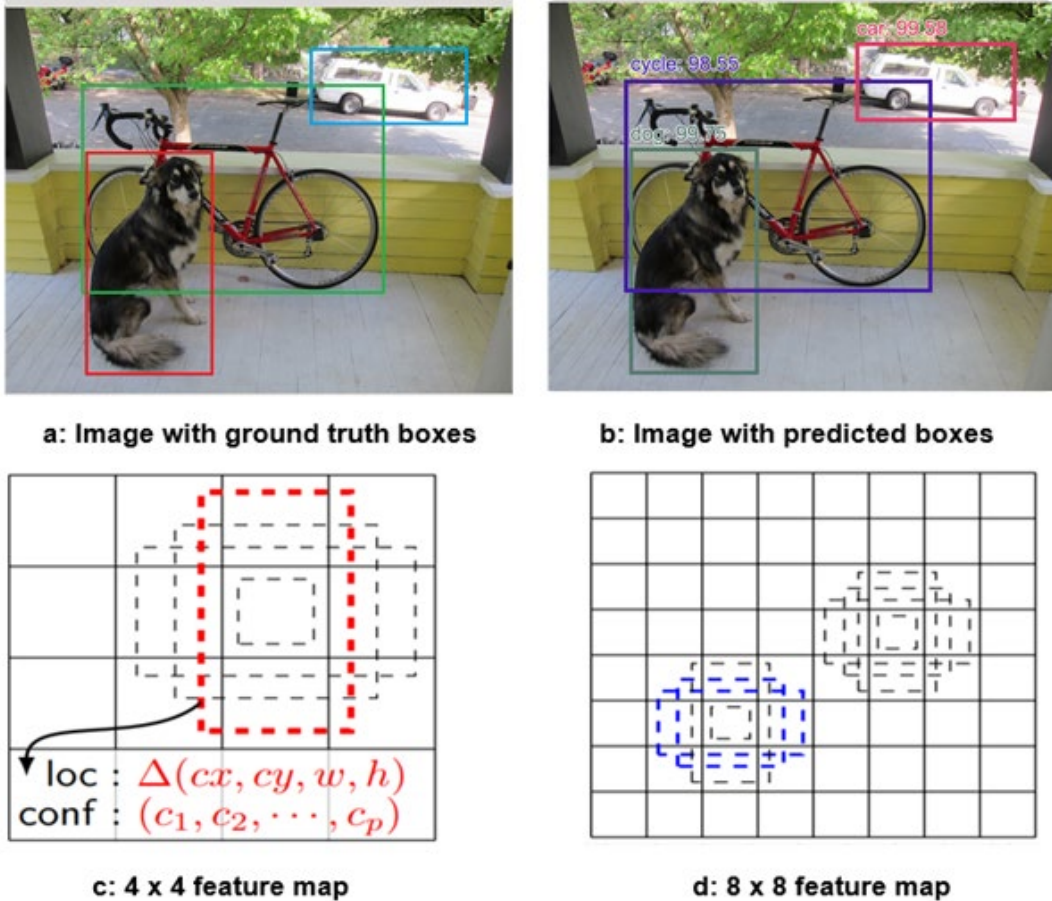 car: 99.58
cycle: 98.55
dog: 99.75
a: Image with ground truth boxes
b: Image with predicted boxes
loc : Δ(cx, cy, w, h)
conf : (c₁, c₂, ⋯, cₚ)
c: 4 x 4 feature map
d: 8 x 8 feature map